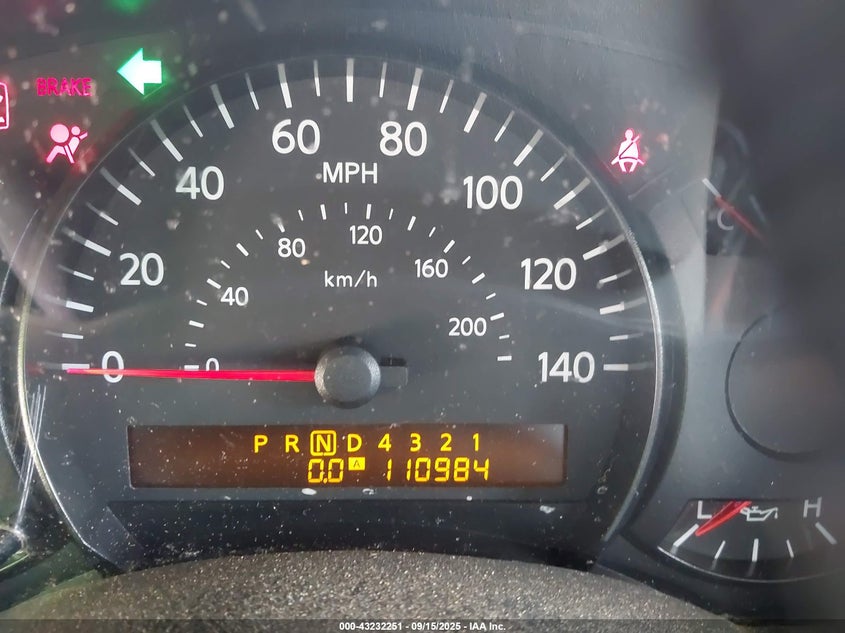 BRAKE
60 80
MPH
40 100
80 120 160
km/h
20 120
40 200
0 0 140
C
P R N D 4 3 2 1
0.0 A 110984
L H
000-43232251 - 09/15/2025 - IAA Inc.